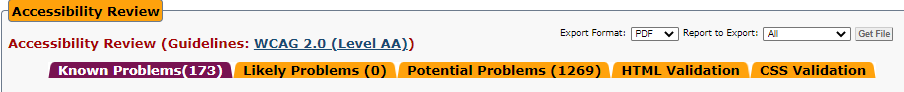 Accessibility Review
Export Format: PDF Report to Export: All Get File
Accessibility Review (Guidelines: WCAG 2.0 (Level AA))
Known Problems(173) Likely Problems (0) Potential Problems (1269) HTML Validation CSS Validation